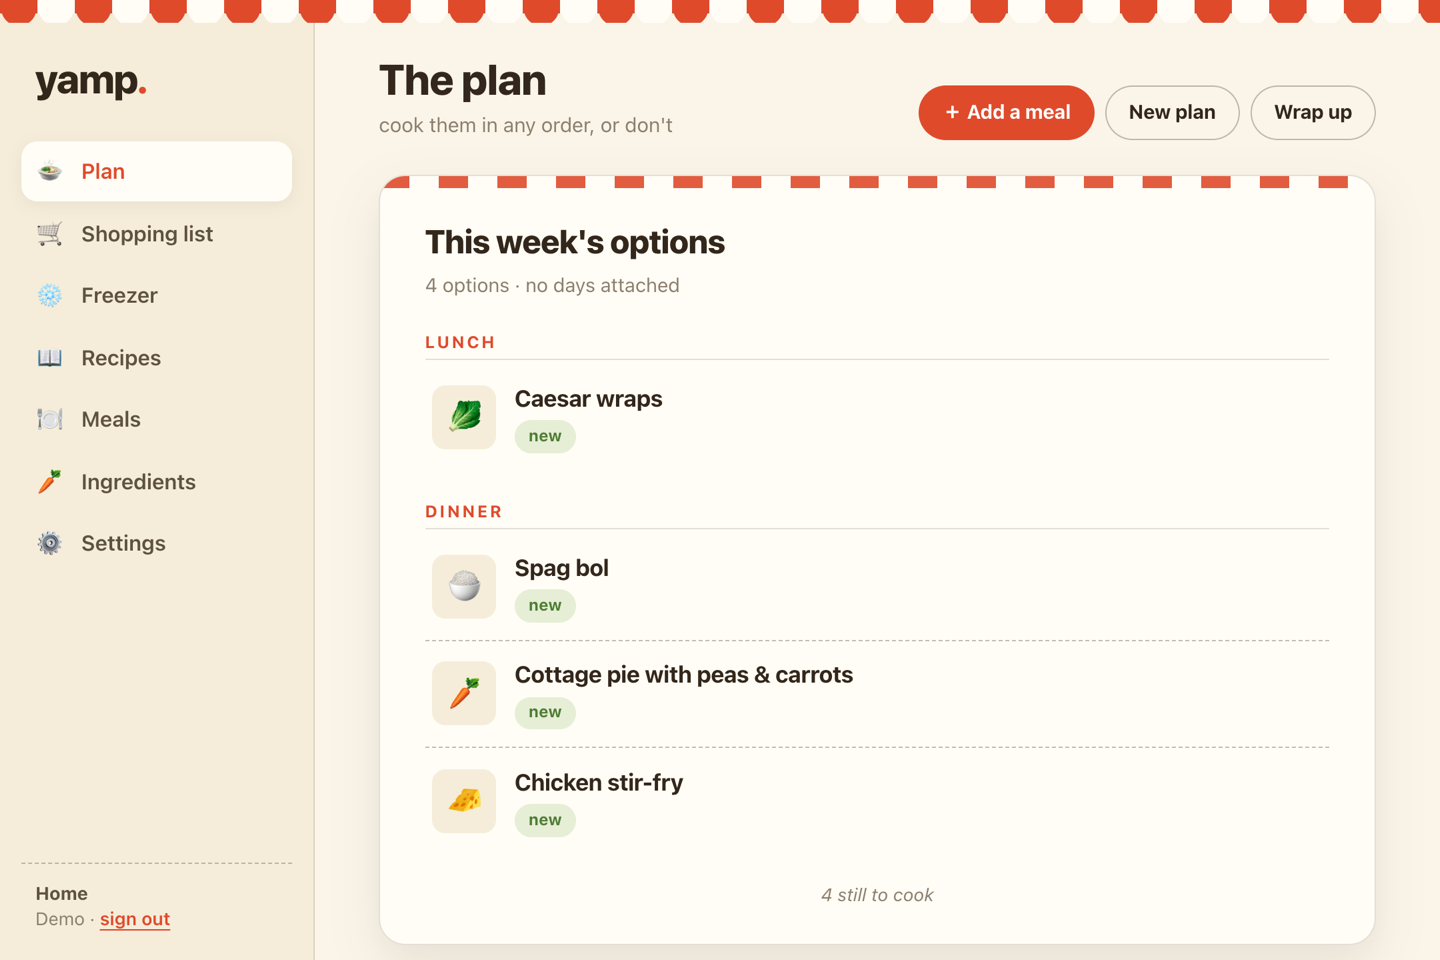 yamp.
Plan
Shopping list
Freezer
Recipes
Meals
Ingredients
Settings
Home
Demo · sign out
The plan
cook them in any order, or don't
+ Add a meal
New plan
Wrap up
This week's options
4 options · no days attached
LUNCH
Caesar wraps
new
DINNER
Spag bol
new
Cottage pie with peas & carrots
new
Chicken stir-fry
new
4 still to cook